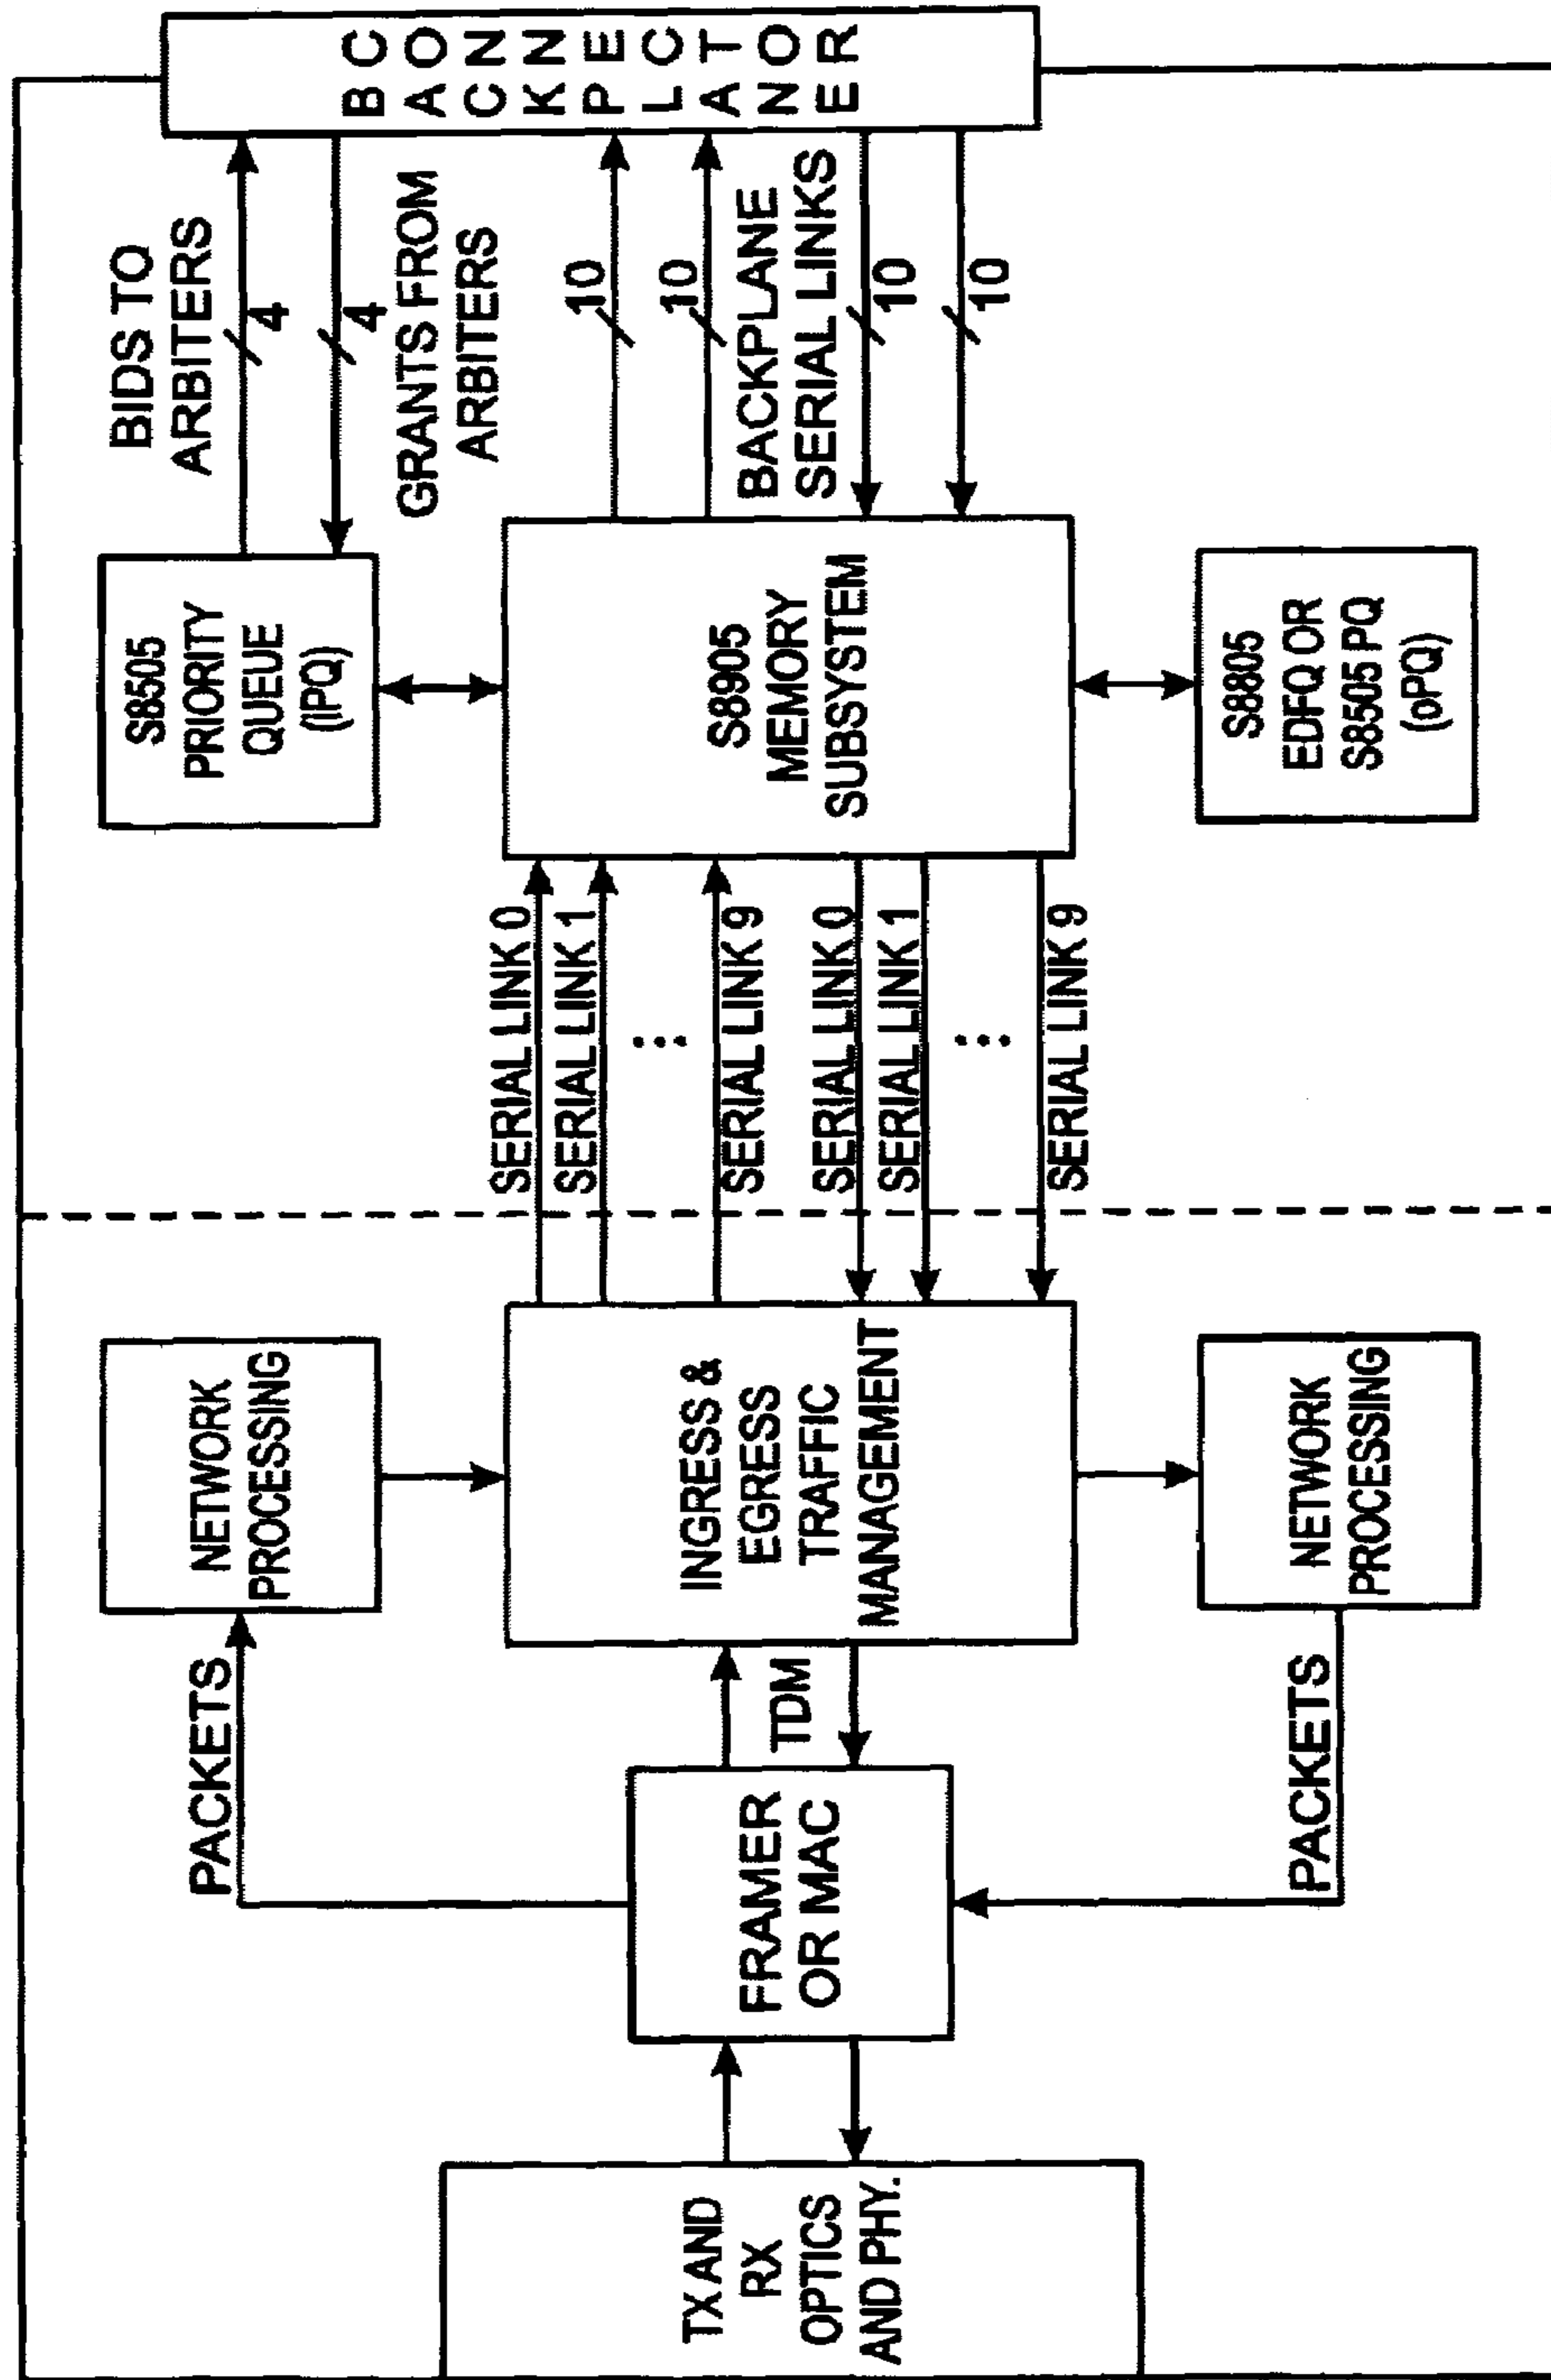 TX AND
RX
OPTICS
AND PHY.
FRAMER
OR MAC
PACKETS
TDM
PACKETS
NETWORK
PROCESSING
INGRESS &
EGRESS
TRAFFIC
MANAGEMENT
NETWORK
PROCESSING
SERIAL LINK 0
SERIAL LINK 1
...
SERIAL LINK 9
SERIAL LINK 0
SERIAL LINK 1
...
SERIAL LINK 9
S8505
PRIORITY
QUEUE
(iPQ)
S8905
MEMORY
SUBSYSTEM
S8805
EDFQ OR
S8505 PQ
(oPQ)
BIDS TO
ARBITERS
4
4
GRANTS FROM
ARBITERS
10
10
BACKPLANE
SERIAL LINKS
10
10
BACKPLANE
CONNECTOR